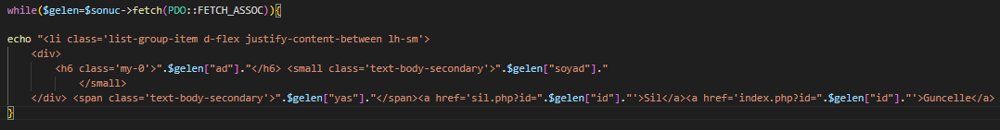 while($gelen=$sonuc->fetch(PDO::FETCH_ASSOC)){
echo "<li class='list-group-item d-flex justify-content-between lh-sm'>
<div>
<h6 class='my-0'>".$gelen["ad"]."</h6> <small class='text-body-secondary'>".$gelen["soyad"]."
</small>
</div> <span class='text-body-secondary'>".$gelen["yas"]."</span><a href='sil.php?id=".$gelen["id"]."'>Sil</a><a href='index.php?id=".$gelen["id"]."'>Guncelle</a>
}